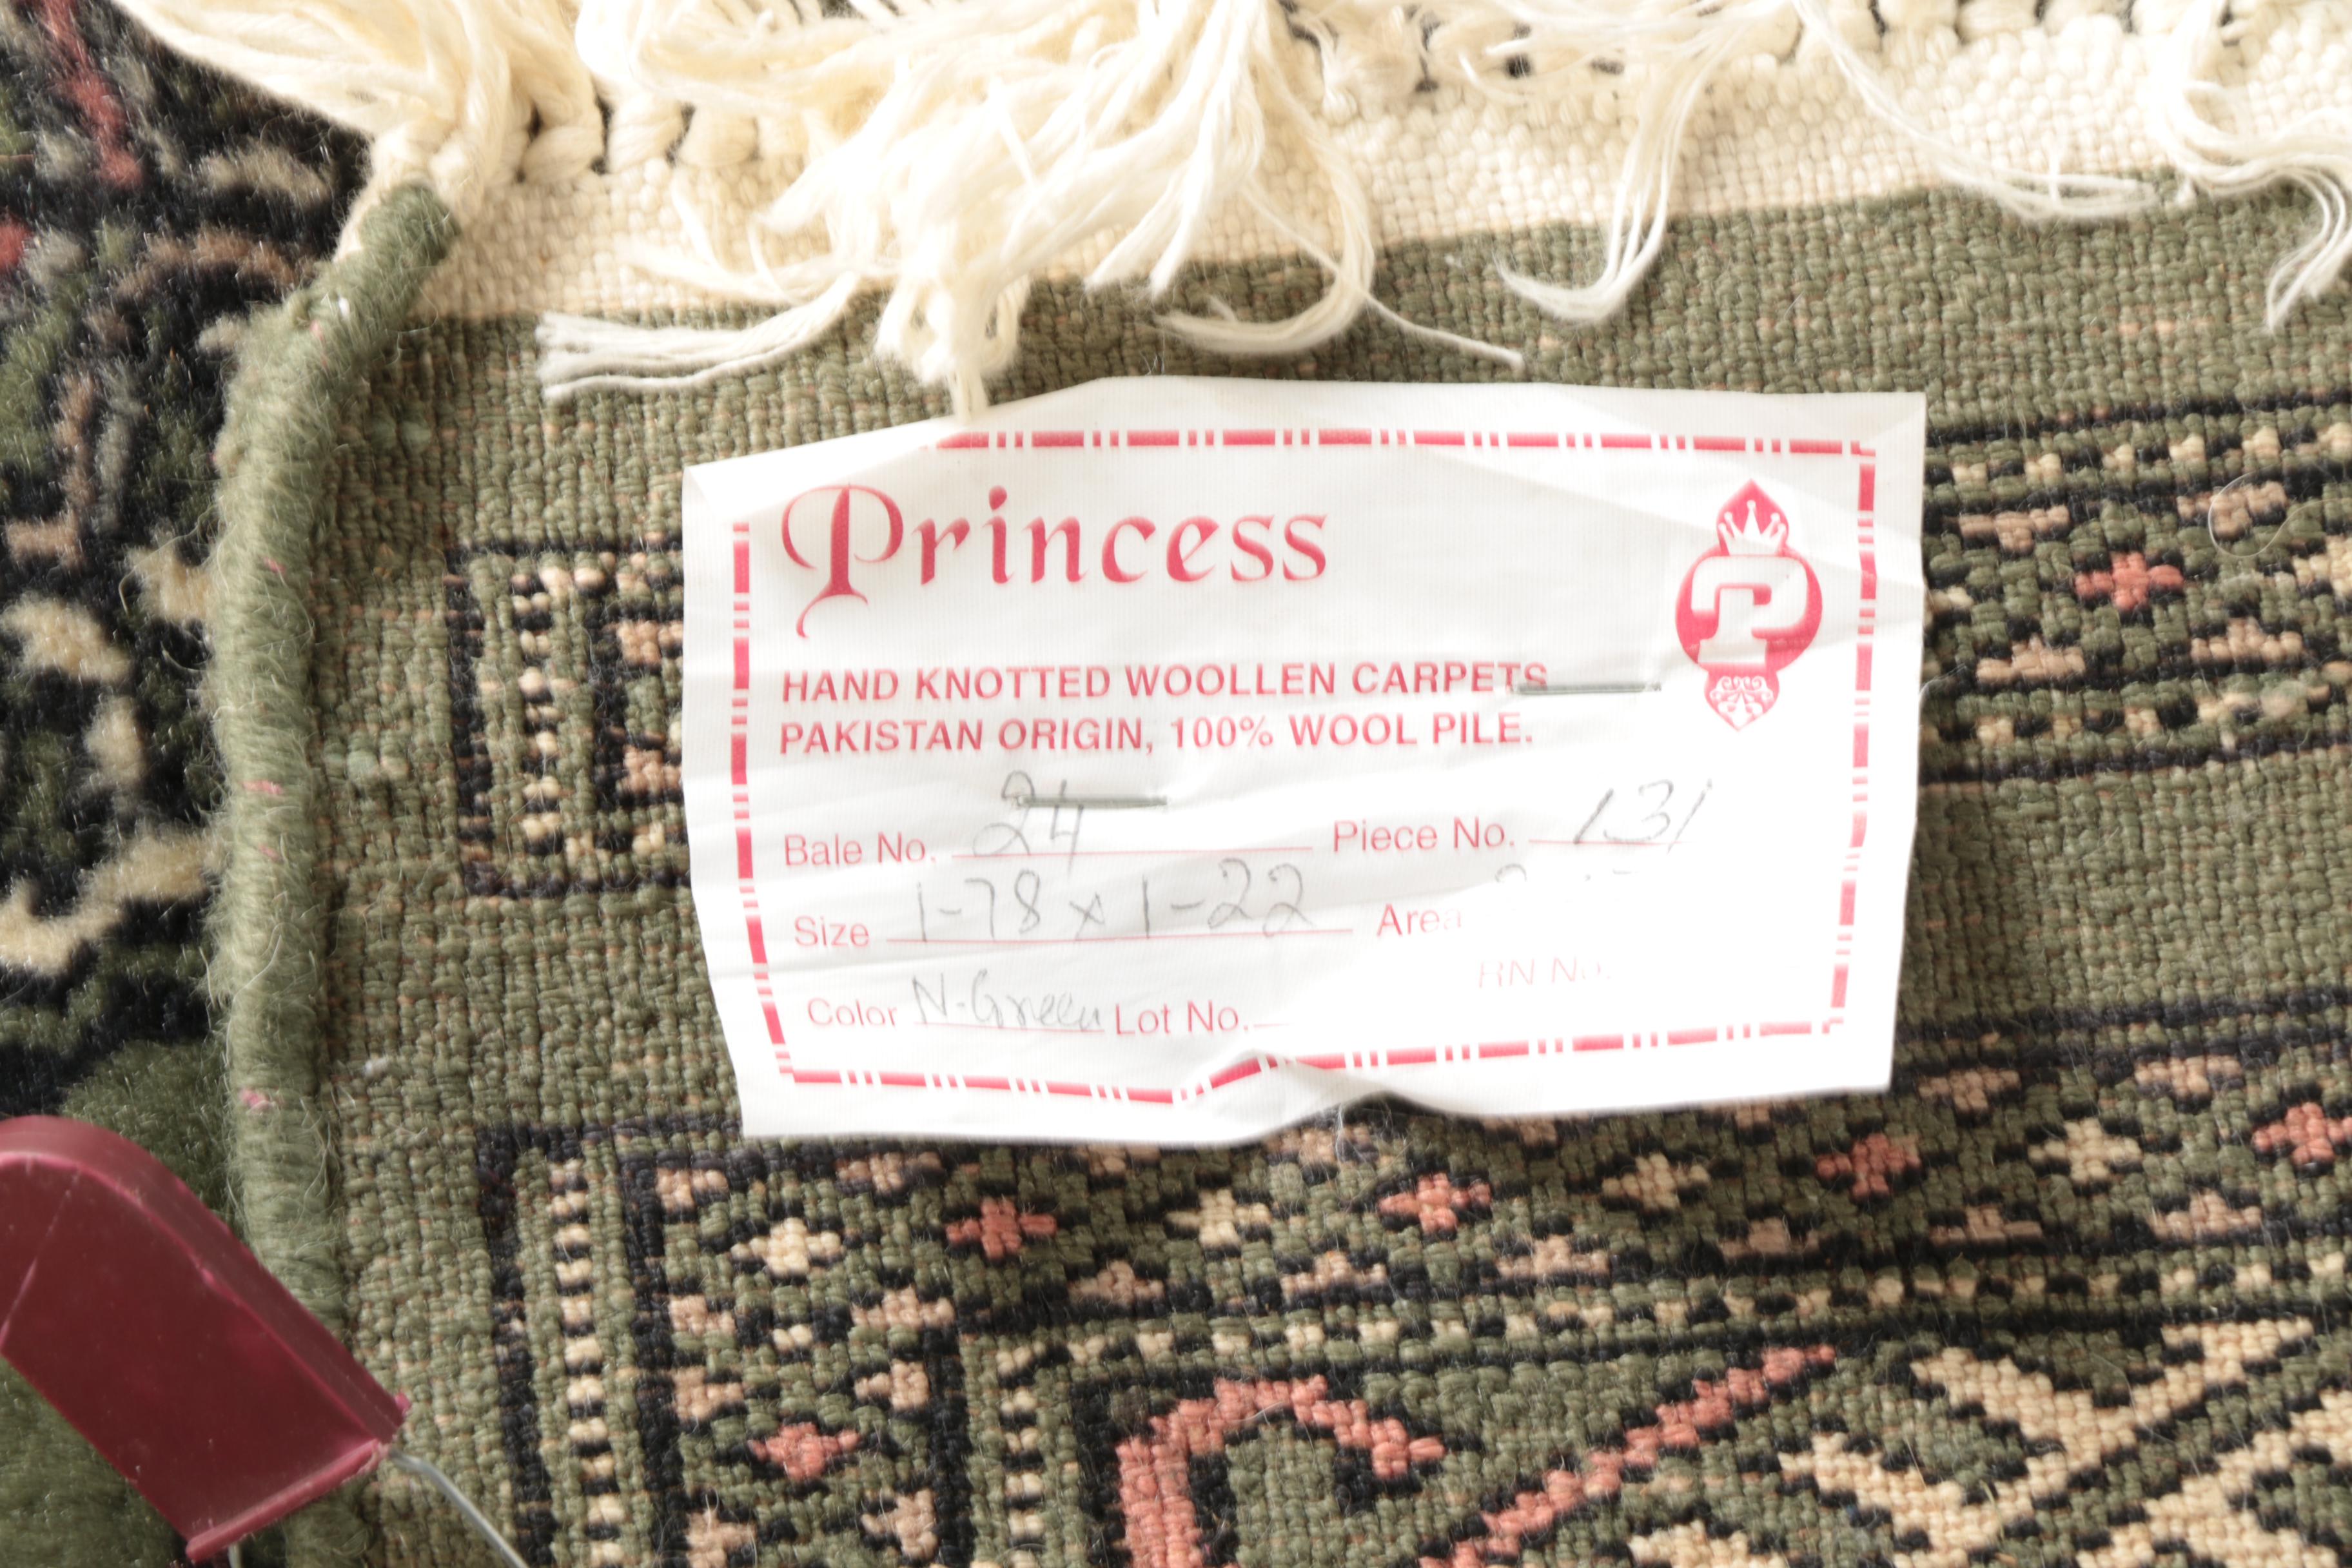 Princess
P
HAND KNOTTED WOOLLEN CARPETS
PAKISTAN ORIGIN, 100% WOOL PILE.
Bale No. 24 Piece No. 131
Size 1-78 x 1-22 Area
RN No.
Color N.Green Lot No.